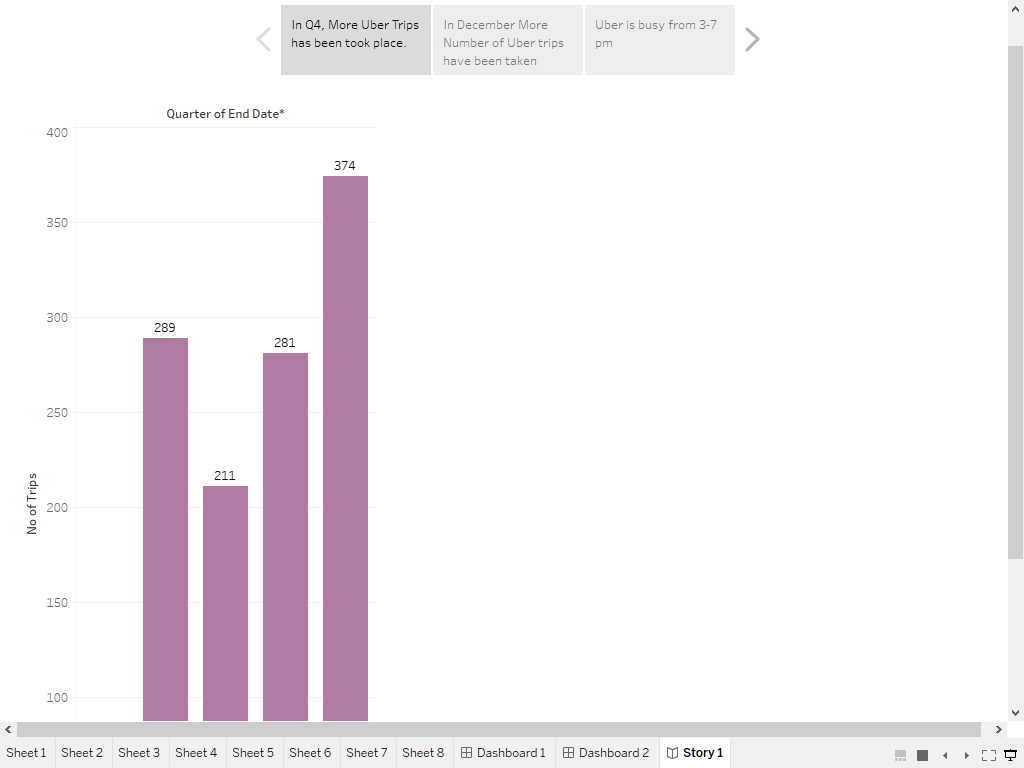 In Q4, More Uber Trips
has been took place.
In December More
Number of Uber trips
have been taken
Uber is busy from 3-7
pm
Quarter of End Date*
400
350
300
250
200
150
100
No of Trips
289
211
281
374
Sheet 1 Sheet 2 Sheet 3 Sheet 4 Sheet 5 Sheet 6 Sheet 7 Sheet 8 Dashboard 1 Dashboard 2 Story 1